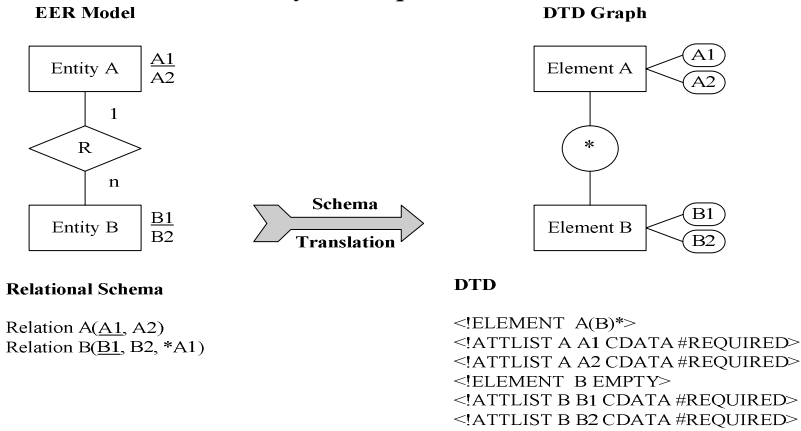 EER Model
DTD Graph
Entity A
A1
A2
1
R
n
Entity B
B1
B2
Element A
A1
A2
*
Element B
B1
B2
Schema
Translation
Relational Schema
Relation A(A1, A2)
Relation B(B1, B2, *A1)
DTD
<!ELEMENT A(B)*>
<!ATTLIST A A1 CDATA #REQUIRED>
<!ATTLIST A A2 CDATA #REQUIRED>
<!ELEMENT B EMPTY>
<!ATTLIST B B1 CDATA #REQUIRED>
<!ATTLIST B B2 CDATA #REQUIRED>